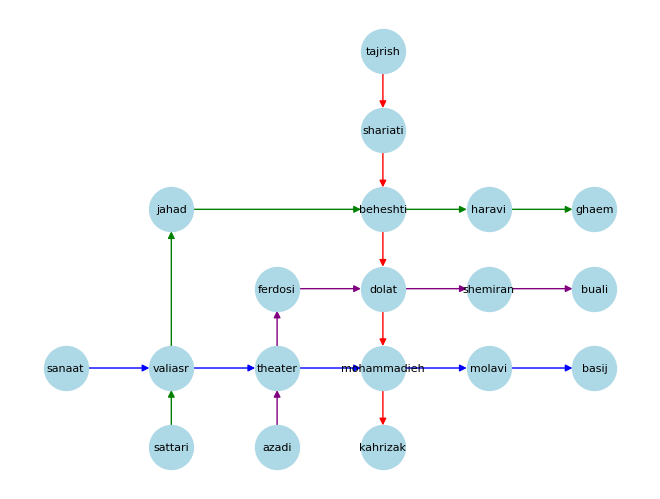 tajrish
shariati
jahad
beheshti
haravi
ghaem
ferdosi
dolat
shemiran
buali
sanaat
valiasr
theater
mohammadieh
molavi
basij
sattari
azadi
kahrizak